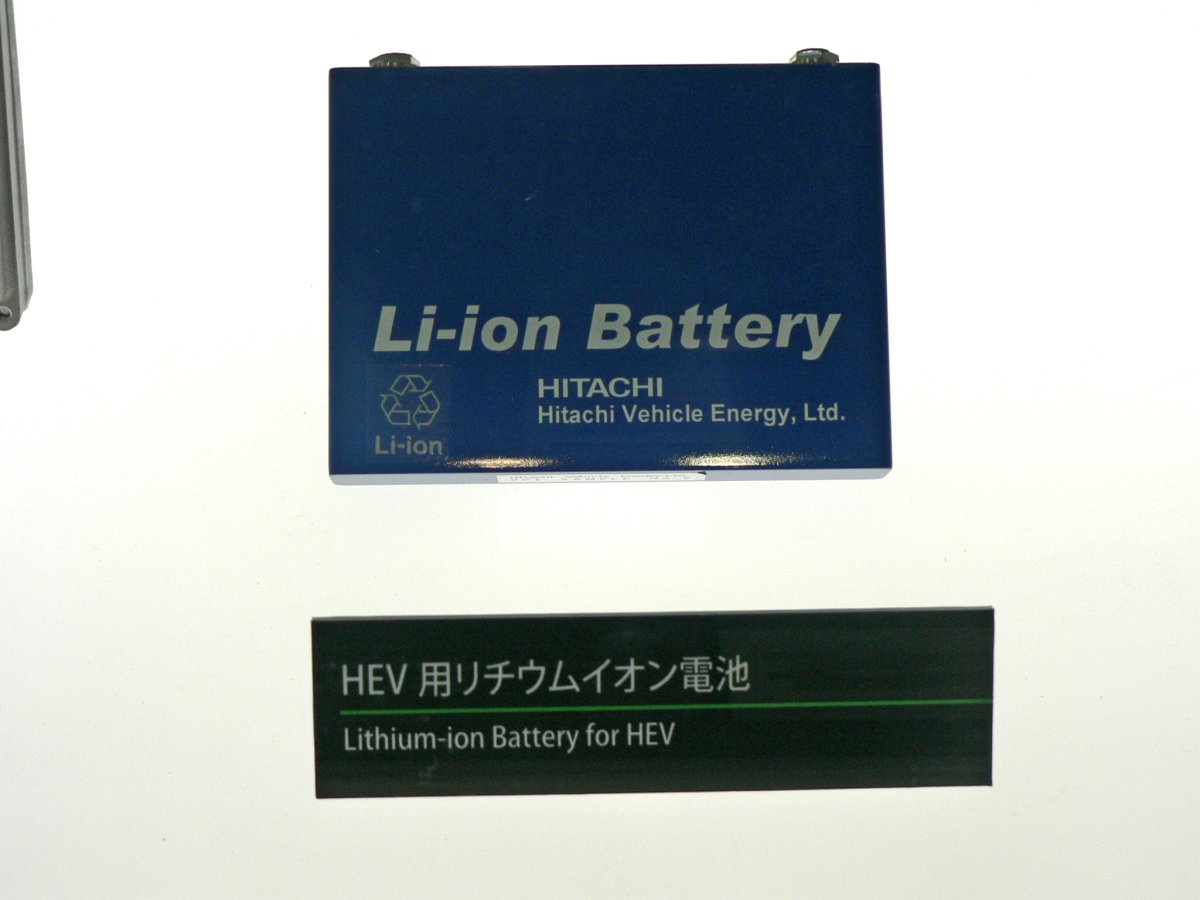 Li-ion Battery
HITACHI
Hitachi Vehicle Energy, Ltd.
Li-ion
HEV 用リチウムイオン電池
Lithium-ion Battery for HEV